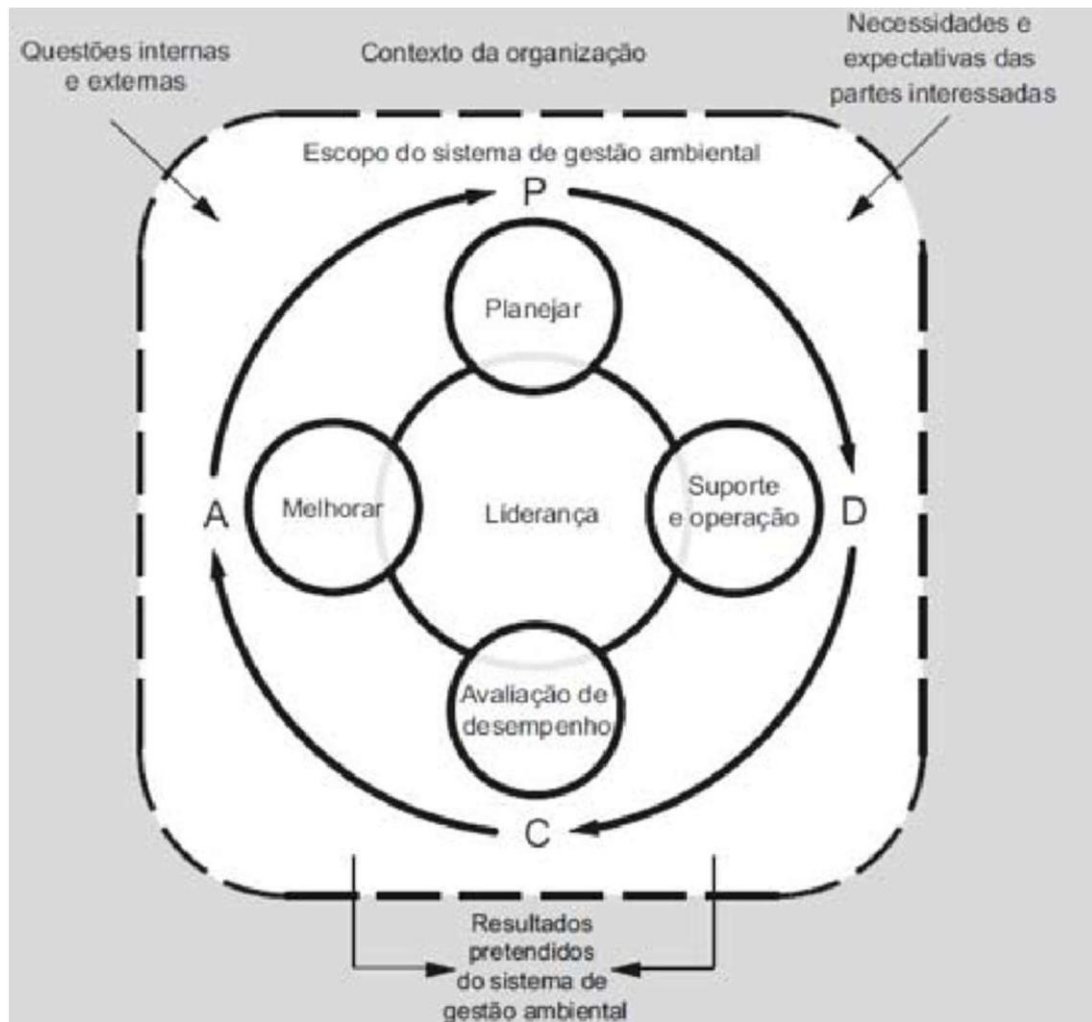 Questões internas
e externas
Contexto da organização
Necessidades e
expectativas das
partes interessadas
Escopo do sistema de gestão ambiental
P
Planejar
A
Melhorar
Liderança
Suporte
e operação
D
Avaliação de
desempenho
C
Resultados
pretendidos
do sistema de
gestão ambiental